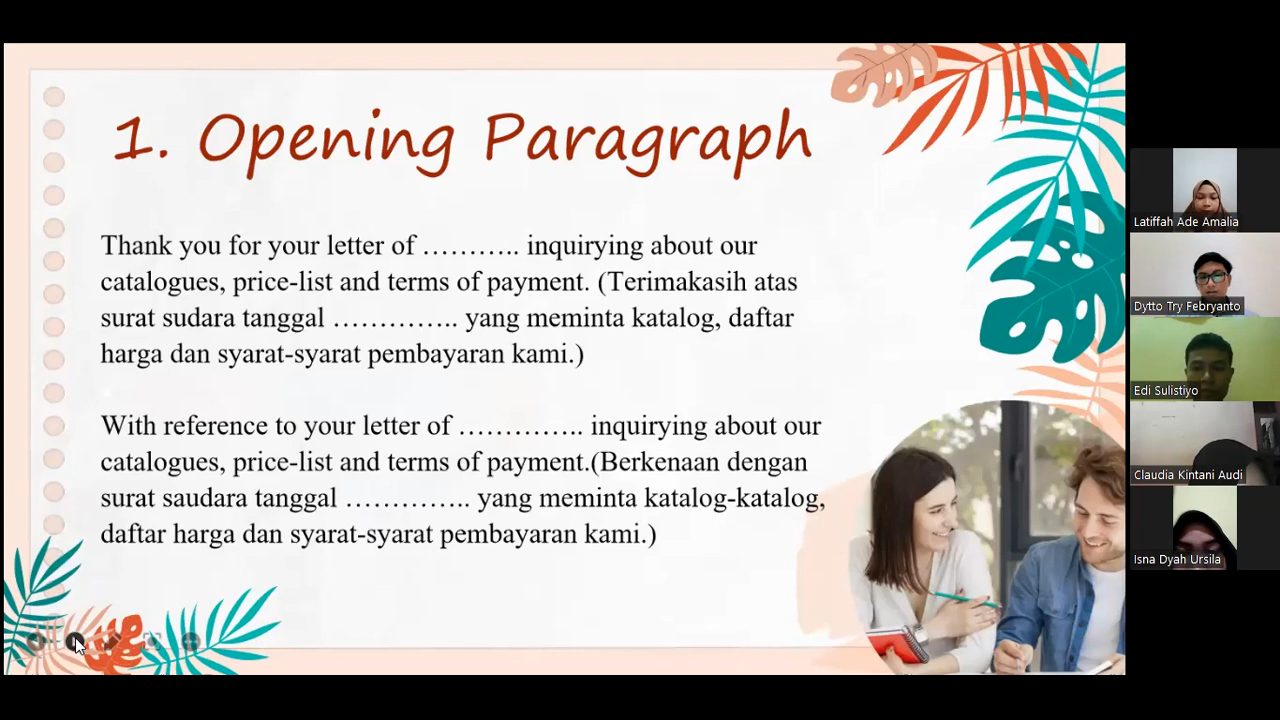 1. Opening Paragraph
Thank you for your letter of ……….. inquirying about our
catalogues, price-list and terms of payment. (Terimakasih atas
surat sudara tanggal ………….. yang meminta katalog, daftar
harga dan syarat-syarat pembayaran kami.)
With reference to your letter of ………….. inquirying about our
catalogues, price-list and terms of payment.(Berkenaan dengan
surat saudara tanggal ………….. yang meminta katalog-katalog,
daftar harga dan syarat-syarat pembayaran kami.)
Latiffah Ade Amalia
Dytto Try Febryanto
Edi Sulistiyo
Claudia Kintani Audi
Isna Dyah Ursila